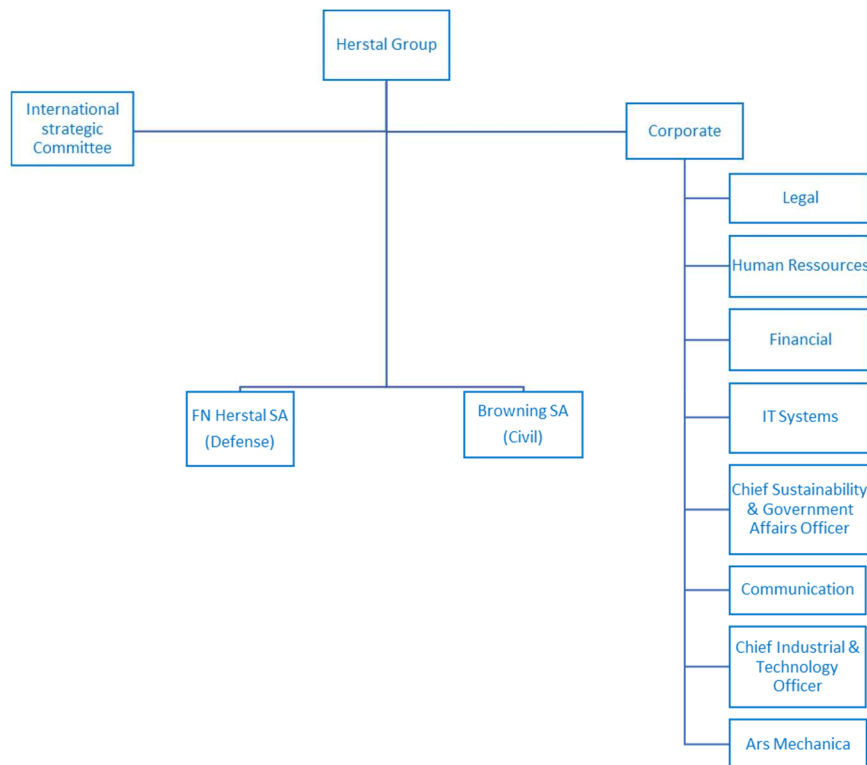 Herstal Group
International
strategic
Committee
Corporate
Legal
Human Ressources
Financial
IT Systems
Chief Sustainability
& Government
Affairs Officer
Communication
Chief Industrial &
Technology
Officer
Ars Mechanica
FN Herstal SA
(Defense)
Browning SA
(Civil)